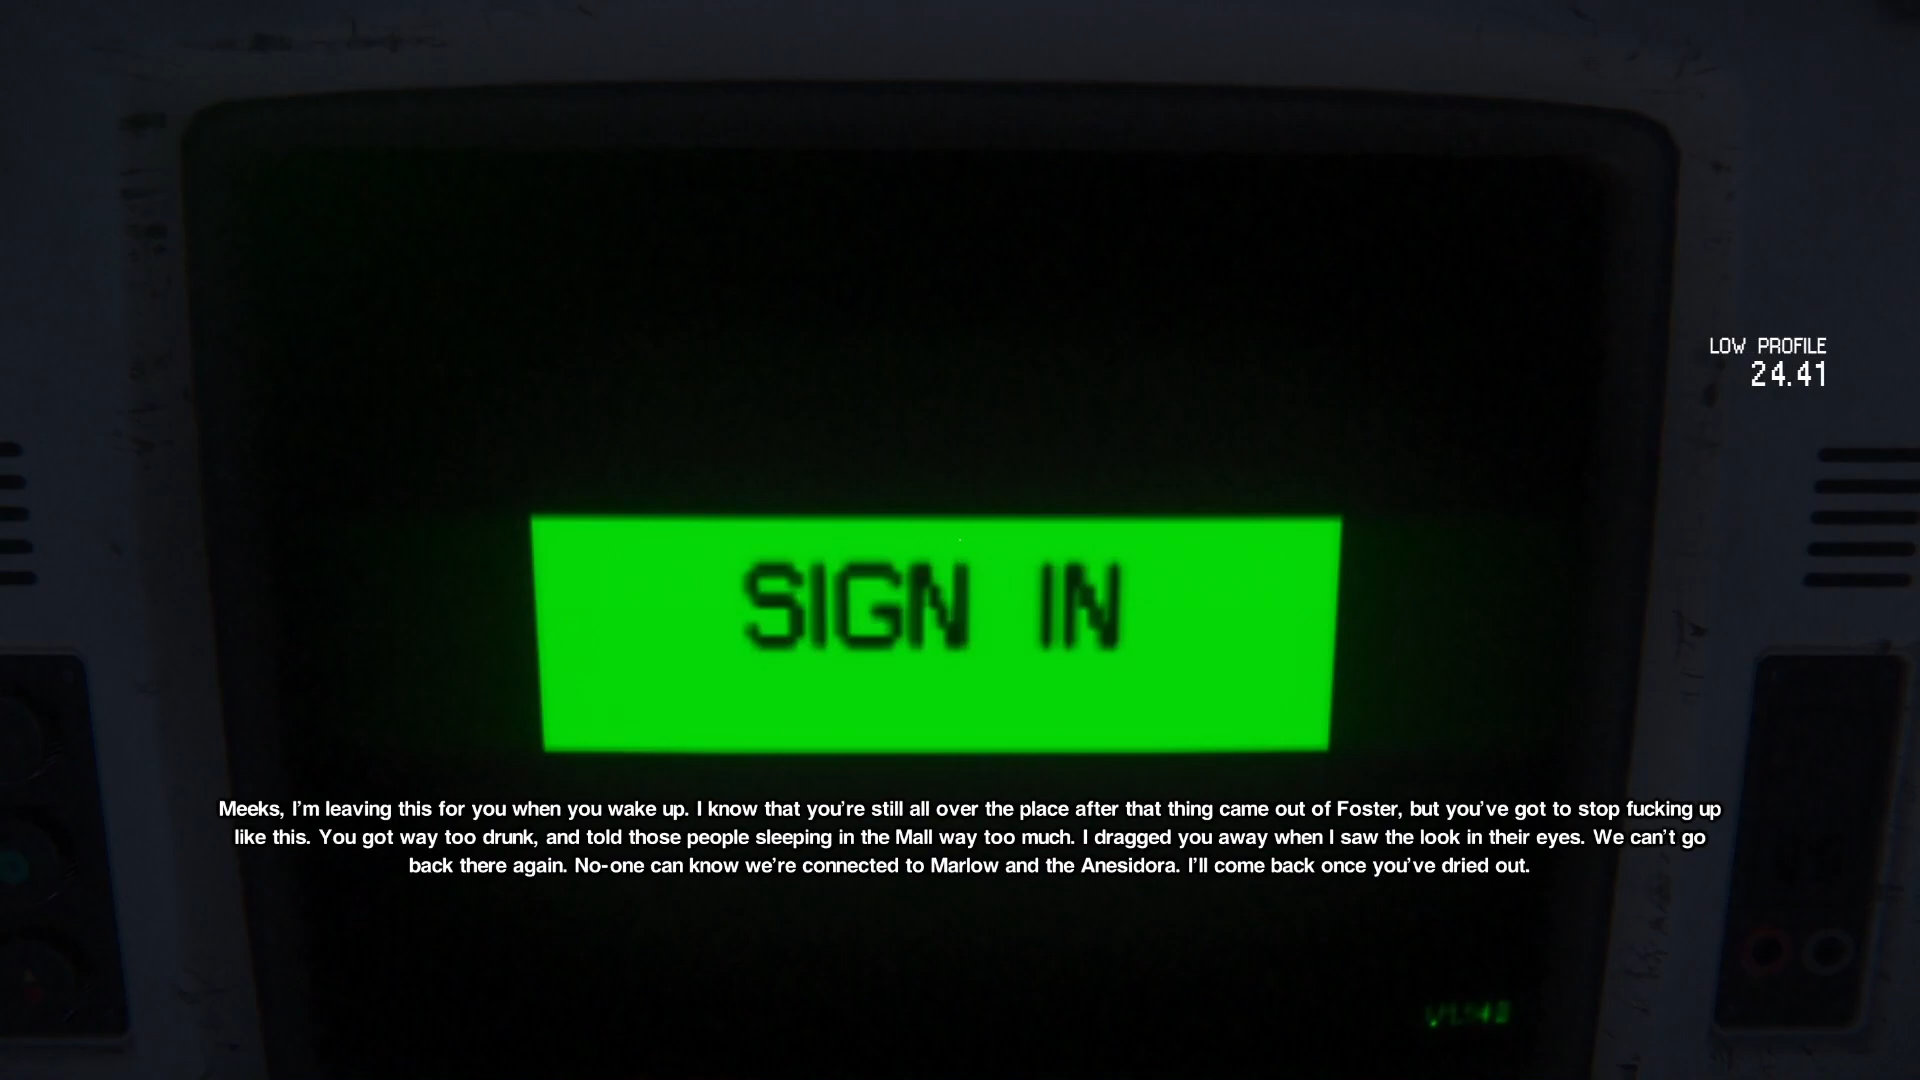 LOW PROFILE
24.41
SIGN IN
Meeks, I'm leaving this for you when you wake up. I know that you're still all over the place after that thing came out of Foster, but you've got to stop fucking up
like this. You got way too drunk, and told those people sleeping in the Mall way too much. I dragged you away when I saw the look in their eyes. We can't go
back there again. No-one can know we're connected to Marlow and the Anesidora. I'll come back once you've dried out.